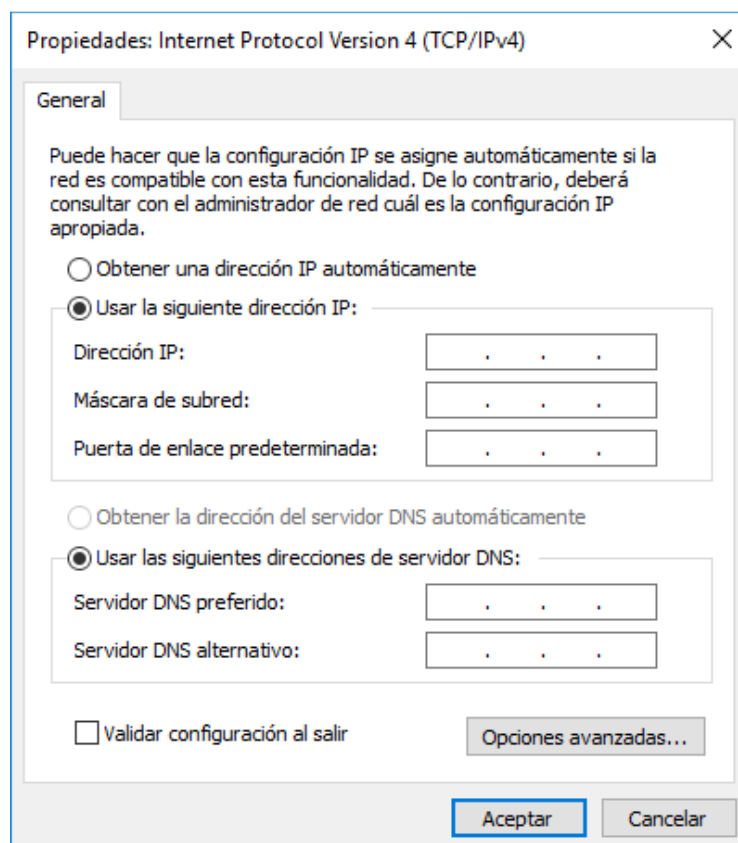 Propiedades: Internet Protocol Version 4 (TCP/IPv4)
General
Puede hacer que la configuración IP se asigne automáticamente si la
red es compatible con esta funcionalidad. De lo contrario, deberá
consultar con el administrador de red cuál es la configuración IP
apropiada.
Obtener una dirección IP automáticamente
Usar la siguiente dirección IP:
Dirección IP:
Máscara de subred:
Puerta de enlace predeterminada:
Obtener la dirección del servidor DNS automáticamente
Usar las siguientes direcciones de servidor DNS:
Servidor DNS preferido:
Servidor DNS alternativo:
Validar configuración al salir
Opciones avanzadas...
Aceptar
Cancelar